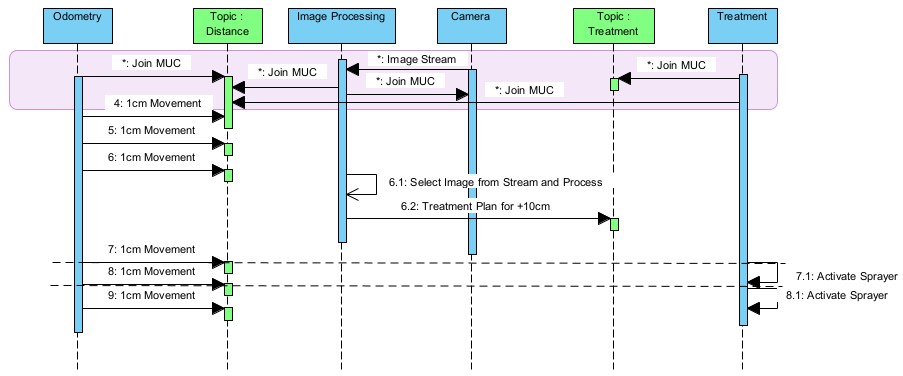 Odometry
Topic :
Distance
Image Processing
Camera
Topic :
Treatment
Treatment
*: Join MUC
*: Join MUC
*: Image Stream
*: Join MUC
*: Join MUC
*: Join MUC
4: 1cm Movement
5: 1cm Movement
6: 1cm Movement
6.1: Select Image from Stream and Process
6.2: Treatment Plan for +10cm
7: 1cm Movement
8: 1cm Movement
7.1: Activate Sprayer
9: 1cm Movement
8.1: Activate Sprayer